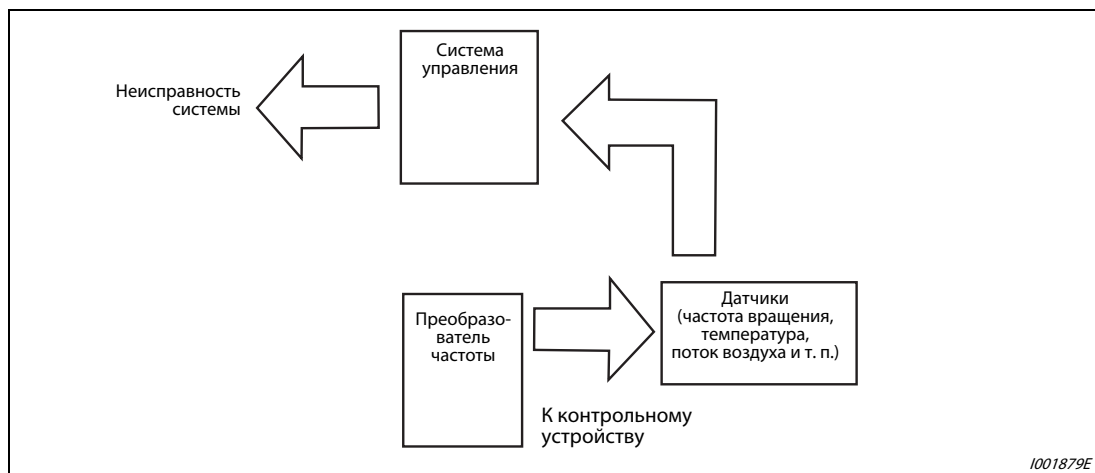 Система
управления
Неисправность
системы
Преобразо-
ватель
частоты
Датчики
(частота вращения,
температура,
поток воздуха и т. п.)
К контрольному
устройству
I001879E